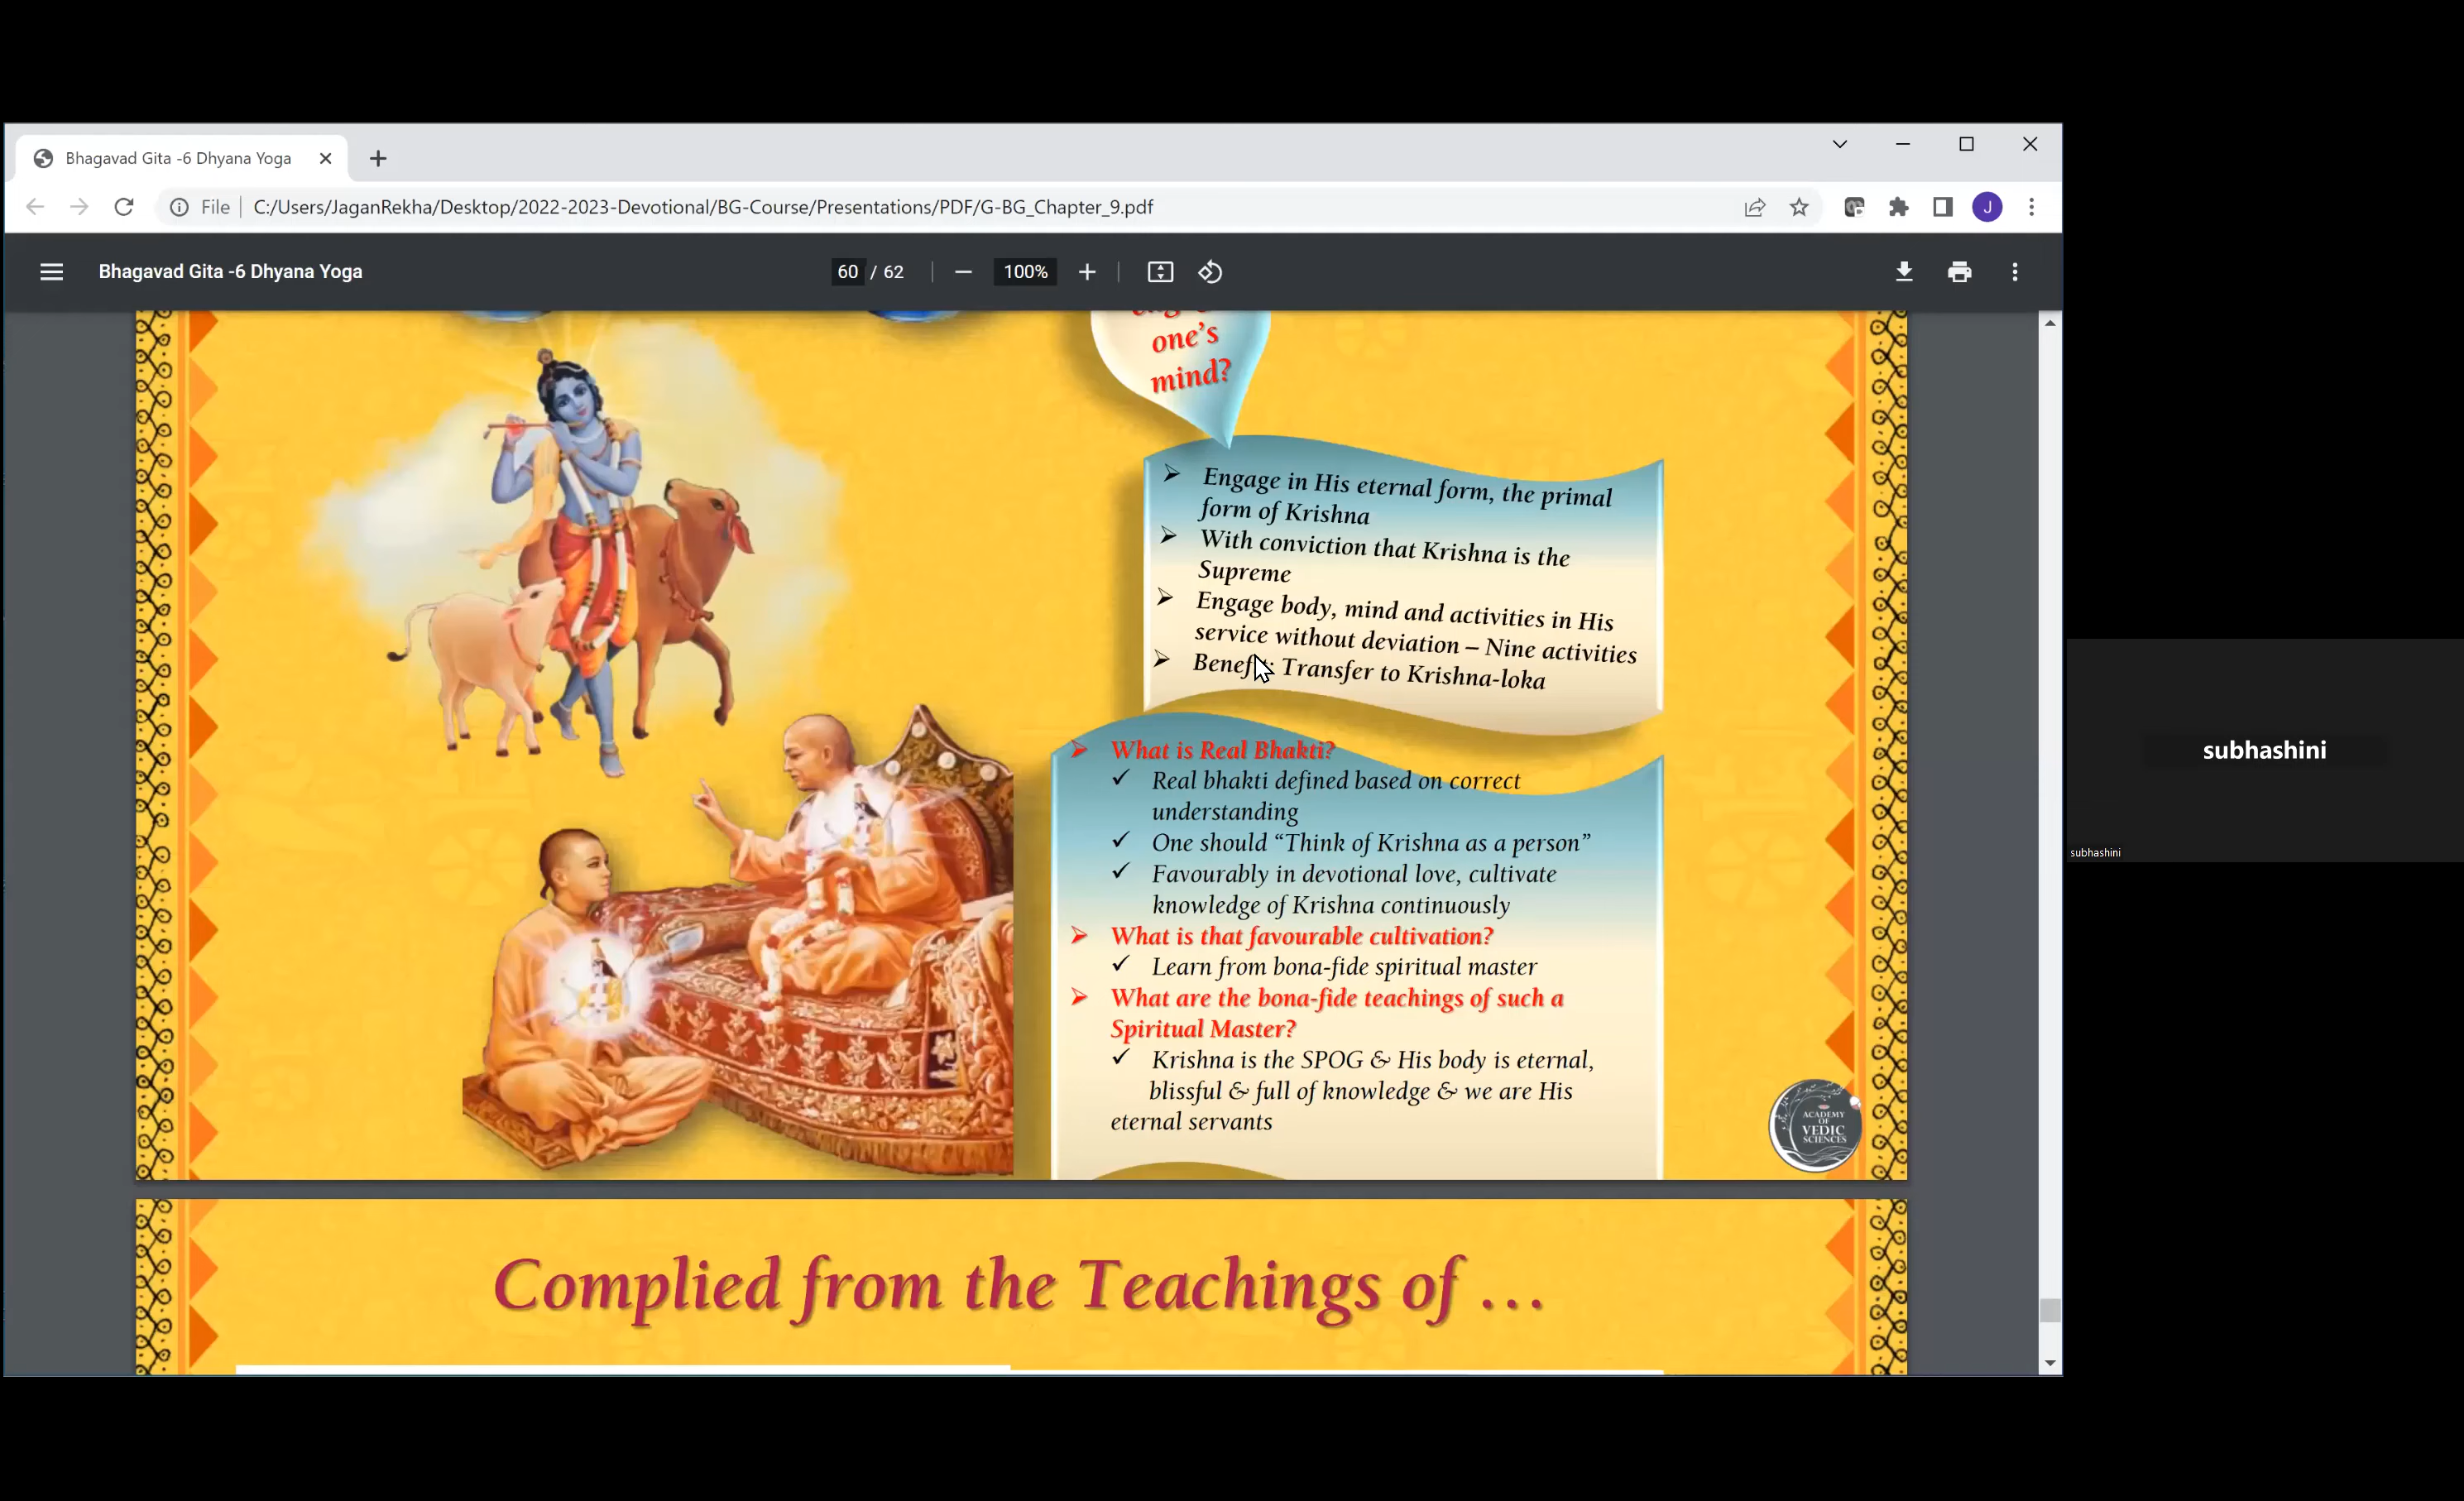 Bhagavad Gita -6 Dhyana Yoga
File
C:/Users/JaganRekha/Desktop/2022-2023-Devotional/BG-Course/Presentations/PDF/G-BG_Chapter_9.pdf
J
Bhagavad Gita -6 Dhyana Yoga
60 / 62
100%
one's
mind?
Engage in His eternal form, the primal
form of Krishna
With conviction that Krishna is the
Supreme
Engage body, mind and activities in His
service without deviation – Nine activities
Benefit: Transfer to Krishna-loka
What is Real Bhakti?
Real bhakti defined based on correct
understanding
One should “Think of Krishna as a person”
Favourably in devotional love, cultivate
knowledge of Krishna continuously
What is that favourable cultivation?
Learn from bona-fide spiritual master
What are the bona-fide teachings of such a
Spiritual Master?
Krishna is the SPOG & His body is eternal,
blissful & full of knowledge & we are His
eternal servants
ACADEMY
OF
VEDIC
SCIENCES
Complied from the Teachings of ...
subhashini
subhashini